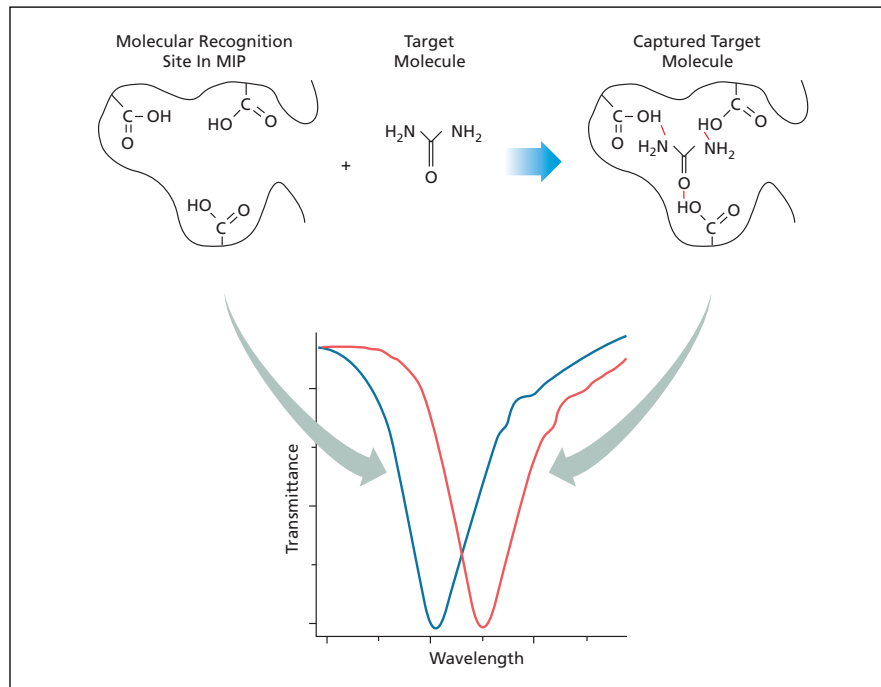 Molecular Recognition
Site In MIP
Target
Molecule
Captured Target
Molecule
C
OH
O
C
HO
O
HO
O
C
+
H₂N
NH₂
O
C
OH
O
HO
C
O
H₂N
NH₂
O
HO
C
O
Transmittance
Wavelength